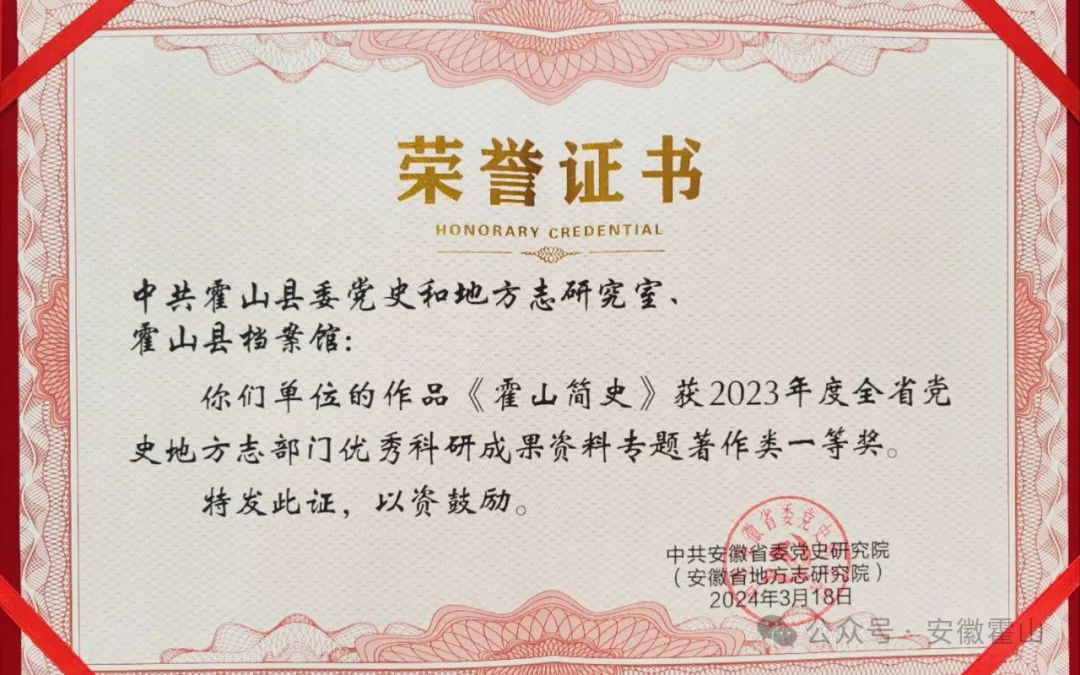 荣誉证书
HONORARY CREDENTIAL
中共霍山县委党史和地方志研究室、
霍山县档案馆：
你们单位的作品《霍山简史》获2023年度全省党
史地方志部门优秀科研成果资料专题著作类一等奖。
特发此证，以资鼓励。
中共安徽省委党史研究院
（安徽省地方志研究院）
2024年3月18日
公众号·安徽霍山